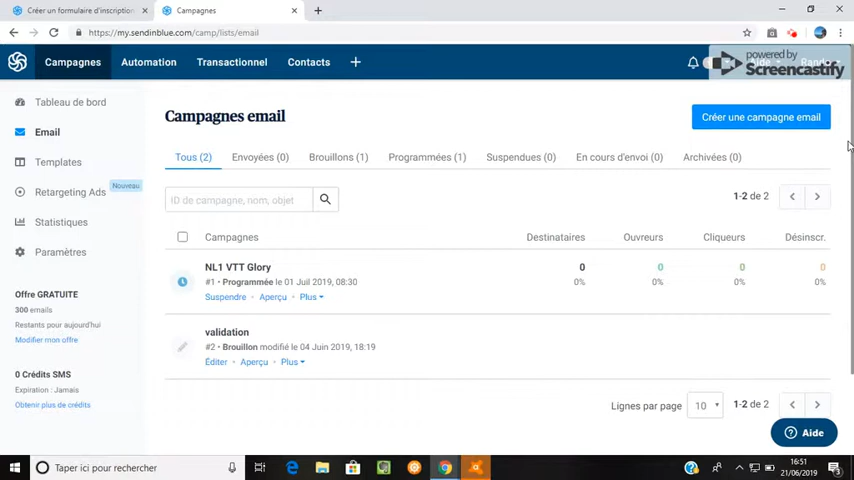 Créer un formulaire d'inscription
Campagnes
https://www.my.sendinblue.com/camp/lists/email
Campagnes
Automation
Transactionnel
Contacts
powered by
Screencastify
Tableau de bord
Email
Templates
Retargeting Ads
Nouveau
Statistiques
Paramètres
Offre GRATUITE
300 emails
Restants pour aujourd'hui
Modifier mon offre
0 Crédits SMS
Expiration : Jamais
Obtenir plus de crédits
Campagnes email
Créer une campagne email
Tous (2) Envoyées (0) Brouillons (1) Programmées (1) Suspendues (0) En cours d'envoi (0) Archivées (0)
ID de campagne, nom, objet
1-2 de 2
Campagnes Destinataires Ouvreurs Cliqueurs Désinscr.
NL1 VTT Glory 0 0 0 0
#1 • Programmée le 01 Juil 2019, 08:30 0% 0% 0% 0%
Suspendre - Aperçu - Plus
validation
#2 • Brouillon modifié le 04 Juin 2019, 18:19
Éditer - Aperçu - Plus
Lignes par page 10 1-2 de 2
Aide
Taper ici pour rechercher
16:51
21/06/2019
3